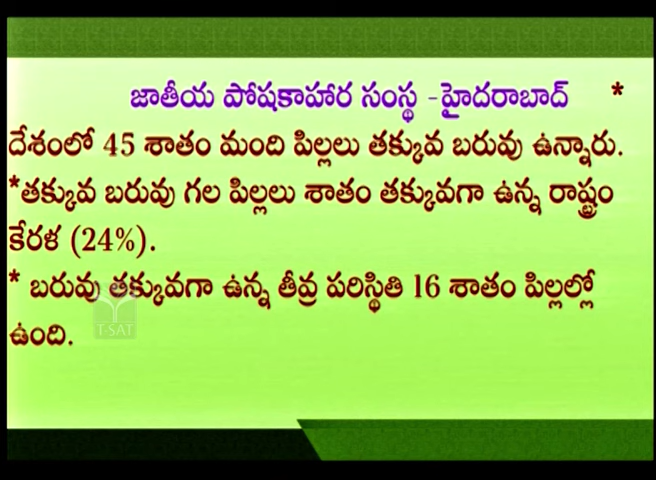 జాతీయ పోషకాహార సంస్థ -హైదరాబాద్ *
దేశంలో 45 శాతం మంది పిల్లలు తక్కువ బరువు ఉన్నారు.
*తక్కువ బరువు గల పిల్లలు శాతం తక్కువగా ఉన్న రాష్ట్రం
కేరళ (24%).
* బరువు తక్కువగా ఉన్న తీవ్ర పరిస్థితి 16 శాతం పిల్లల్లో
ఉంది.
T-SAT